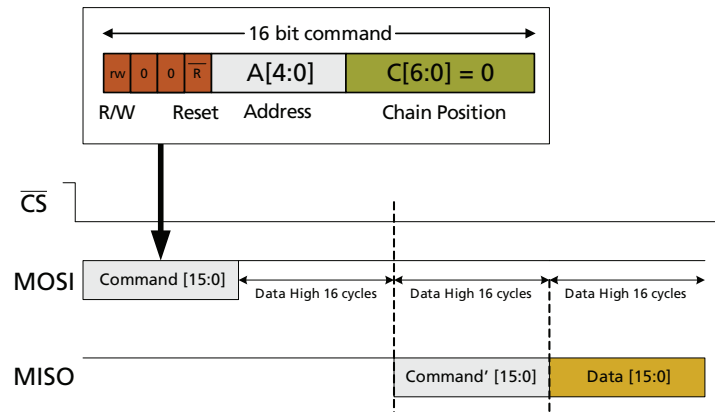 16 bit command
rw 0 0 R̅ A[4:0] C[6:0] = 0
R/W Reset Address Chain Position
C̅S̅
MOSI Command [15:0] Data High 16 cycles Data High 16 cycles Data High 16 cycles
MISO Command’ [15:0] Data [15:0]